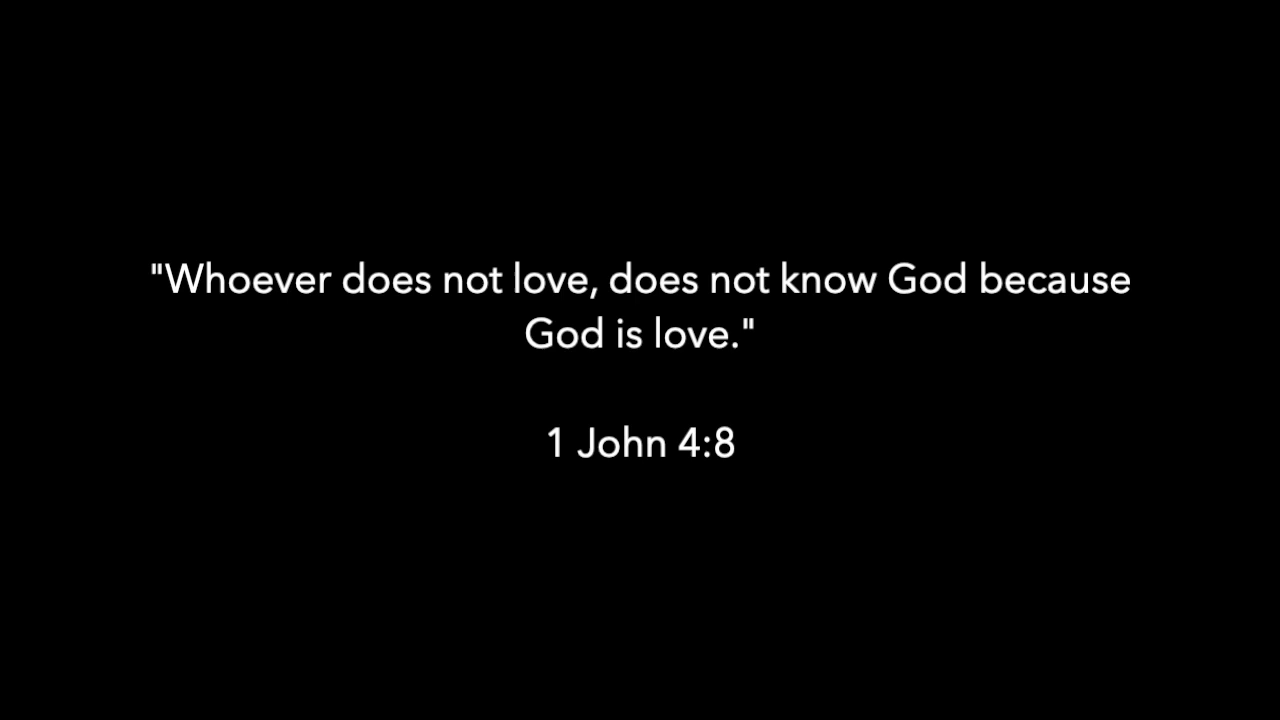 "Whoever does not love, does not know God because
God is love."
1 John 4:8